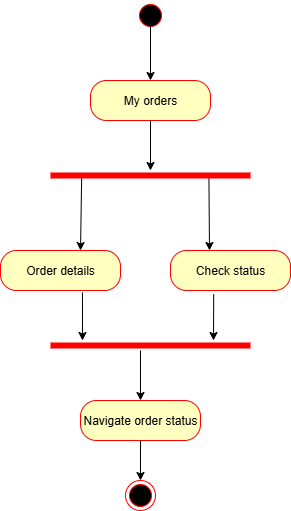 My orders
Order details
Check status
Navigate order status